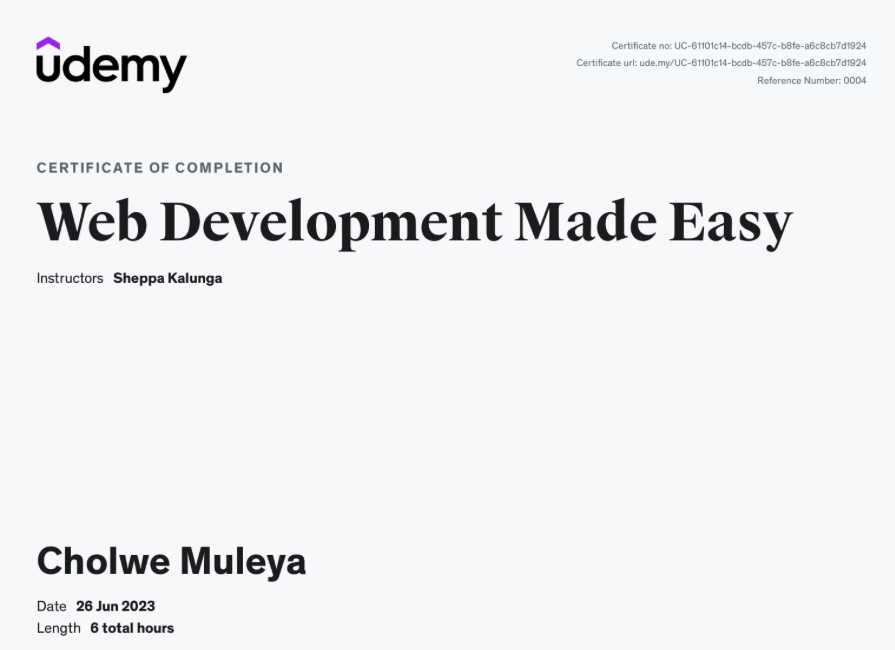 udemy
Certificate no: UC-61101c14-bcdb-457c-b8fe-a6c8cb7d1924
Certificate url: ude.my/UC-61101c14-bcdb-457c-b8fe-a6c8cb7d1924
Reference Number: 0004
CERTIFICATE OF COMPLETION
Web Development Made Easy
Instructors Sheppa Kalunga
Cholwe Muleya
Date 26 Jun 2023
Length 6 total hours